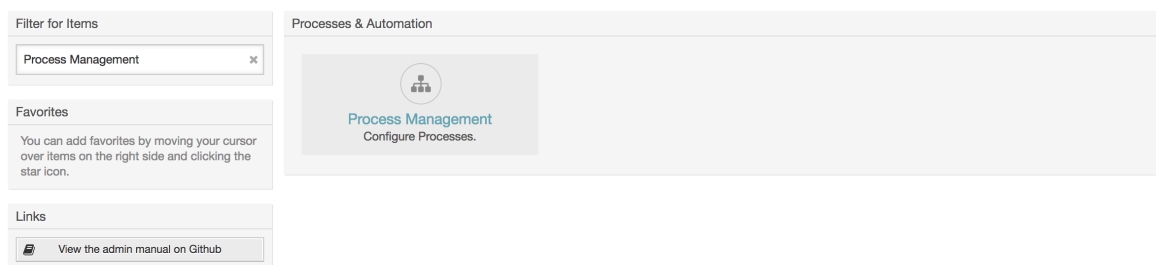 Filter for Items
Process Management
Favorites
You can add favorites by moving your cursor
over items on the right side and clicking the
star icon.
Links
View the admin manual on Github
Processes & Automation
Process Management
Configure Processes.